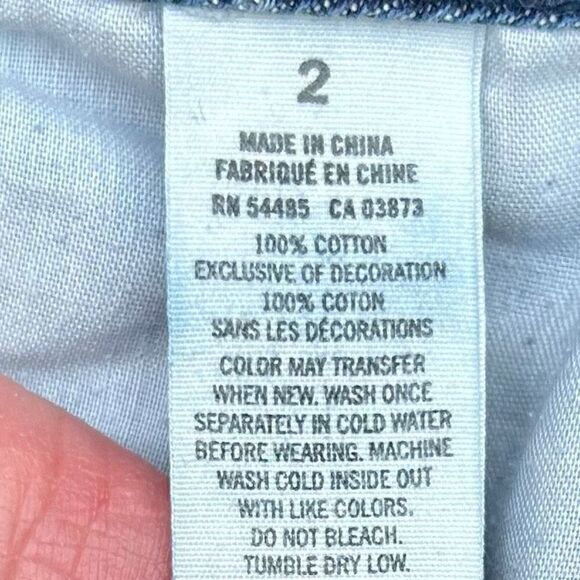 2
MADE IN CHINA
FABRIQUÉ EN CHINE
RN 54485 CA 03873
100% COTTON
EXCLUSIVE OF DECORATION
100% COTON
SANS LES DÉCORATIONS
COLOR MAY TRANSFER
WHEN NEW. WASH ONCE
SEPARATELY IN COLD WATER
BEFORE WEARING. MACHINE
WASH COLD INSIDE OUT
WITH LIKE COLORS.
DO NOT BLEACH.
TUMBLE DRY LOW.